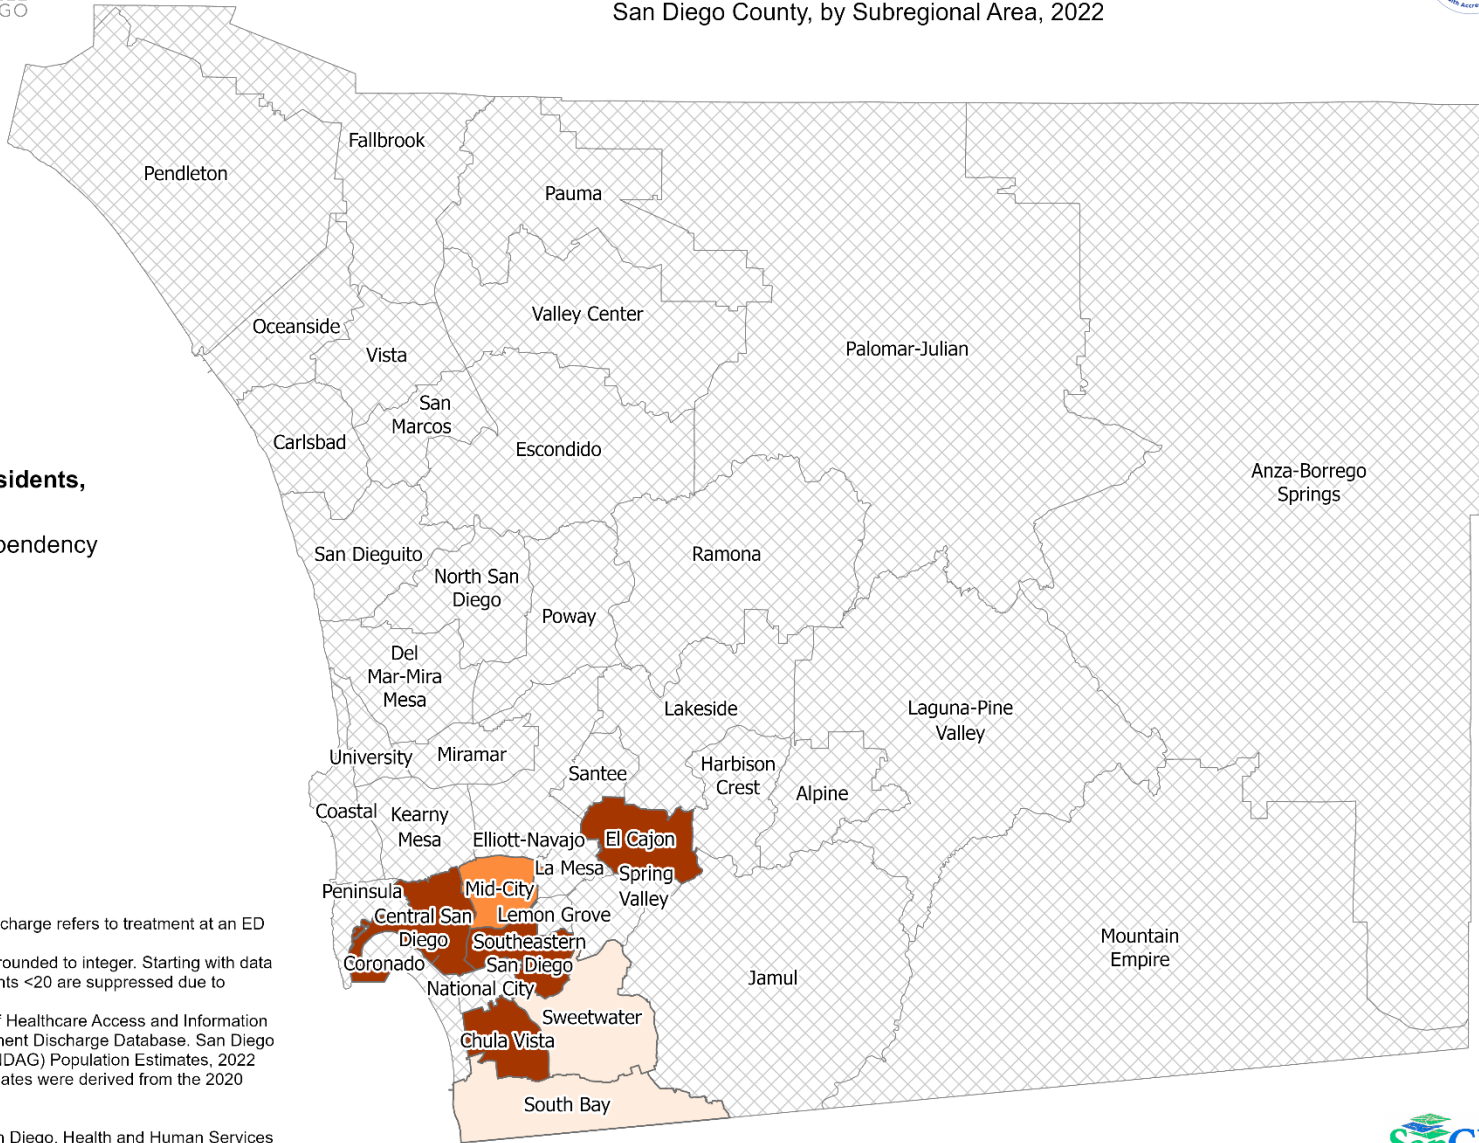 GO
San Diego County, by Subregional Area, 2022
Fallbrook
Pendleton
Pauma
Valley Center
Oceanside
Vista
Palomar-Julian
San
Marcos
Carlsbad
Escondido
Anza-Borrego
Springs
sidents,
pendency
San Dieguito
Ramona
North San
Diego
Poway
Del
Mar-Mira
Mesa
Lakeside
Laguna-Pine
Valley
University
Miramar
Santee
Harbison
Crest
Alpine
Coastal
Kearny
Mesa
Elliott-Navajo
El Cajon
La Mesa
Spring
Valley
Peninsula
Mid-City
Central San
Diego
Lemon Grove
Southeastern
San Diego
Coronado
National City
Mountain
Empire
Jamul
Sweetwater
Chula Vista
South Bay
charge refers to treatment at an ED
rounded to integer. Starting with data
nts <20 are suppressed due to
f Healthcare Access and Information
nent Discharge Database. San Diego
NDAG) Population Estimates, 2022
ates were derived from the 2020
n Diego, Health and Human Services